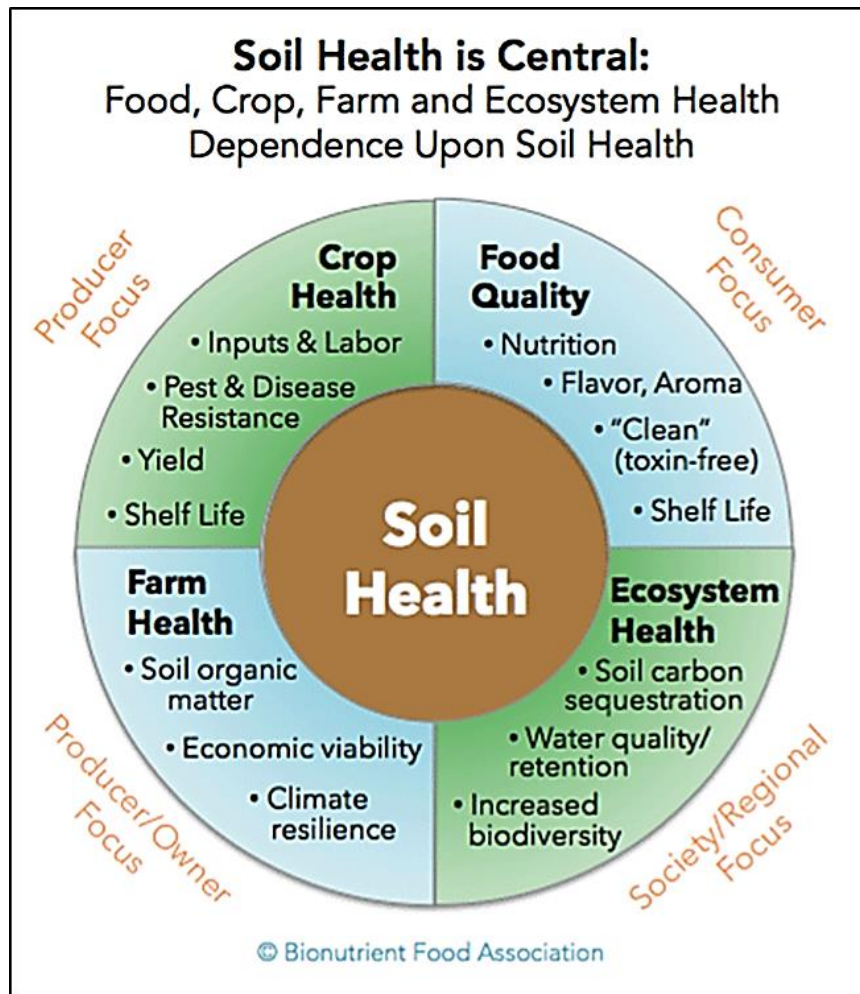 Soil Health is Central:
Food, Crop, Farm and Ecosystem Health
Dependence Upon Soil Health
Producer
Focus
Crop
Health
• Inputs & Labor
• Pest & Disease
Resistance
• Yield
• Shelf Life
Consumer
Focus
Food
Quality
• Nutrition
• Flavor, Aroma
• "Clean"
(toxin-free)
• Shelf Life
Soil
Health
Farm
Health
• Soil organic
matter
• Economic viability
• Climate
resilience
Producer/Owner
Focus
Ecosystem
Health
• Soil carbon
sequestration
• Water quality/
retention
• Increased
biodiversity
Society/Regional
Focus
© Bionutrient Food Association